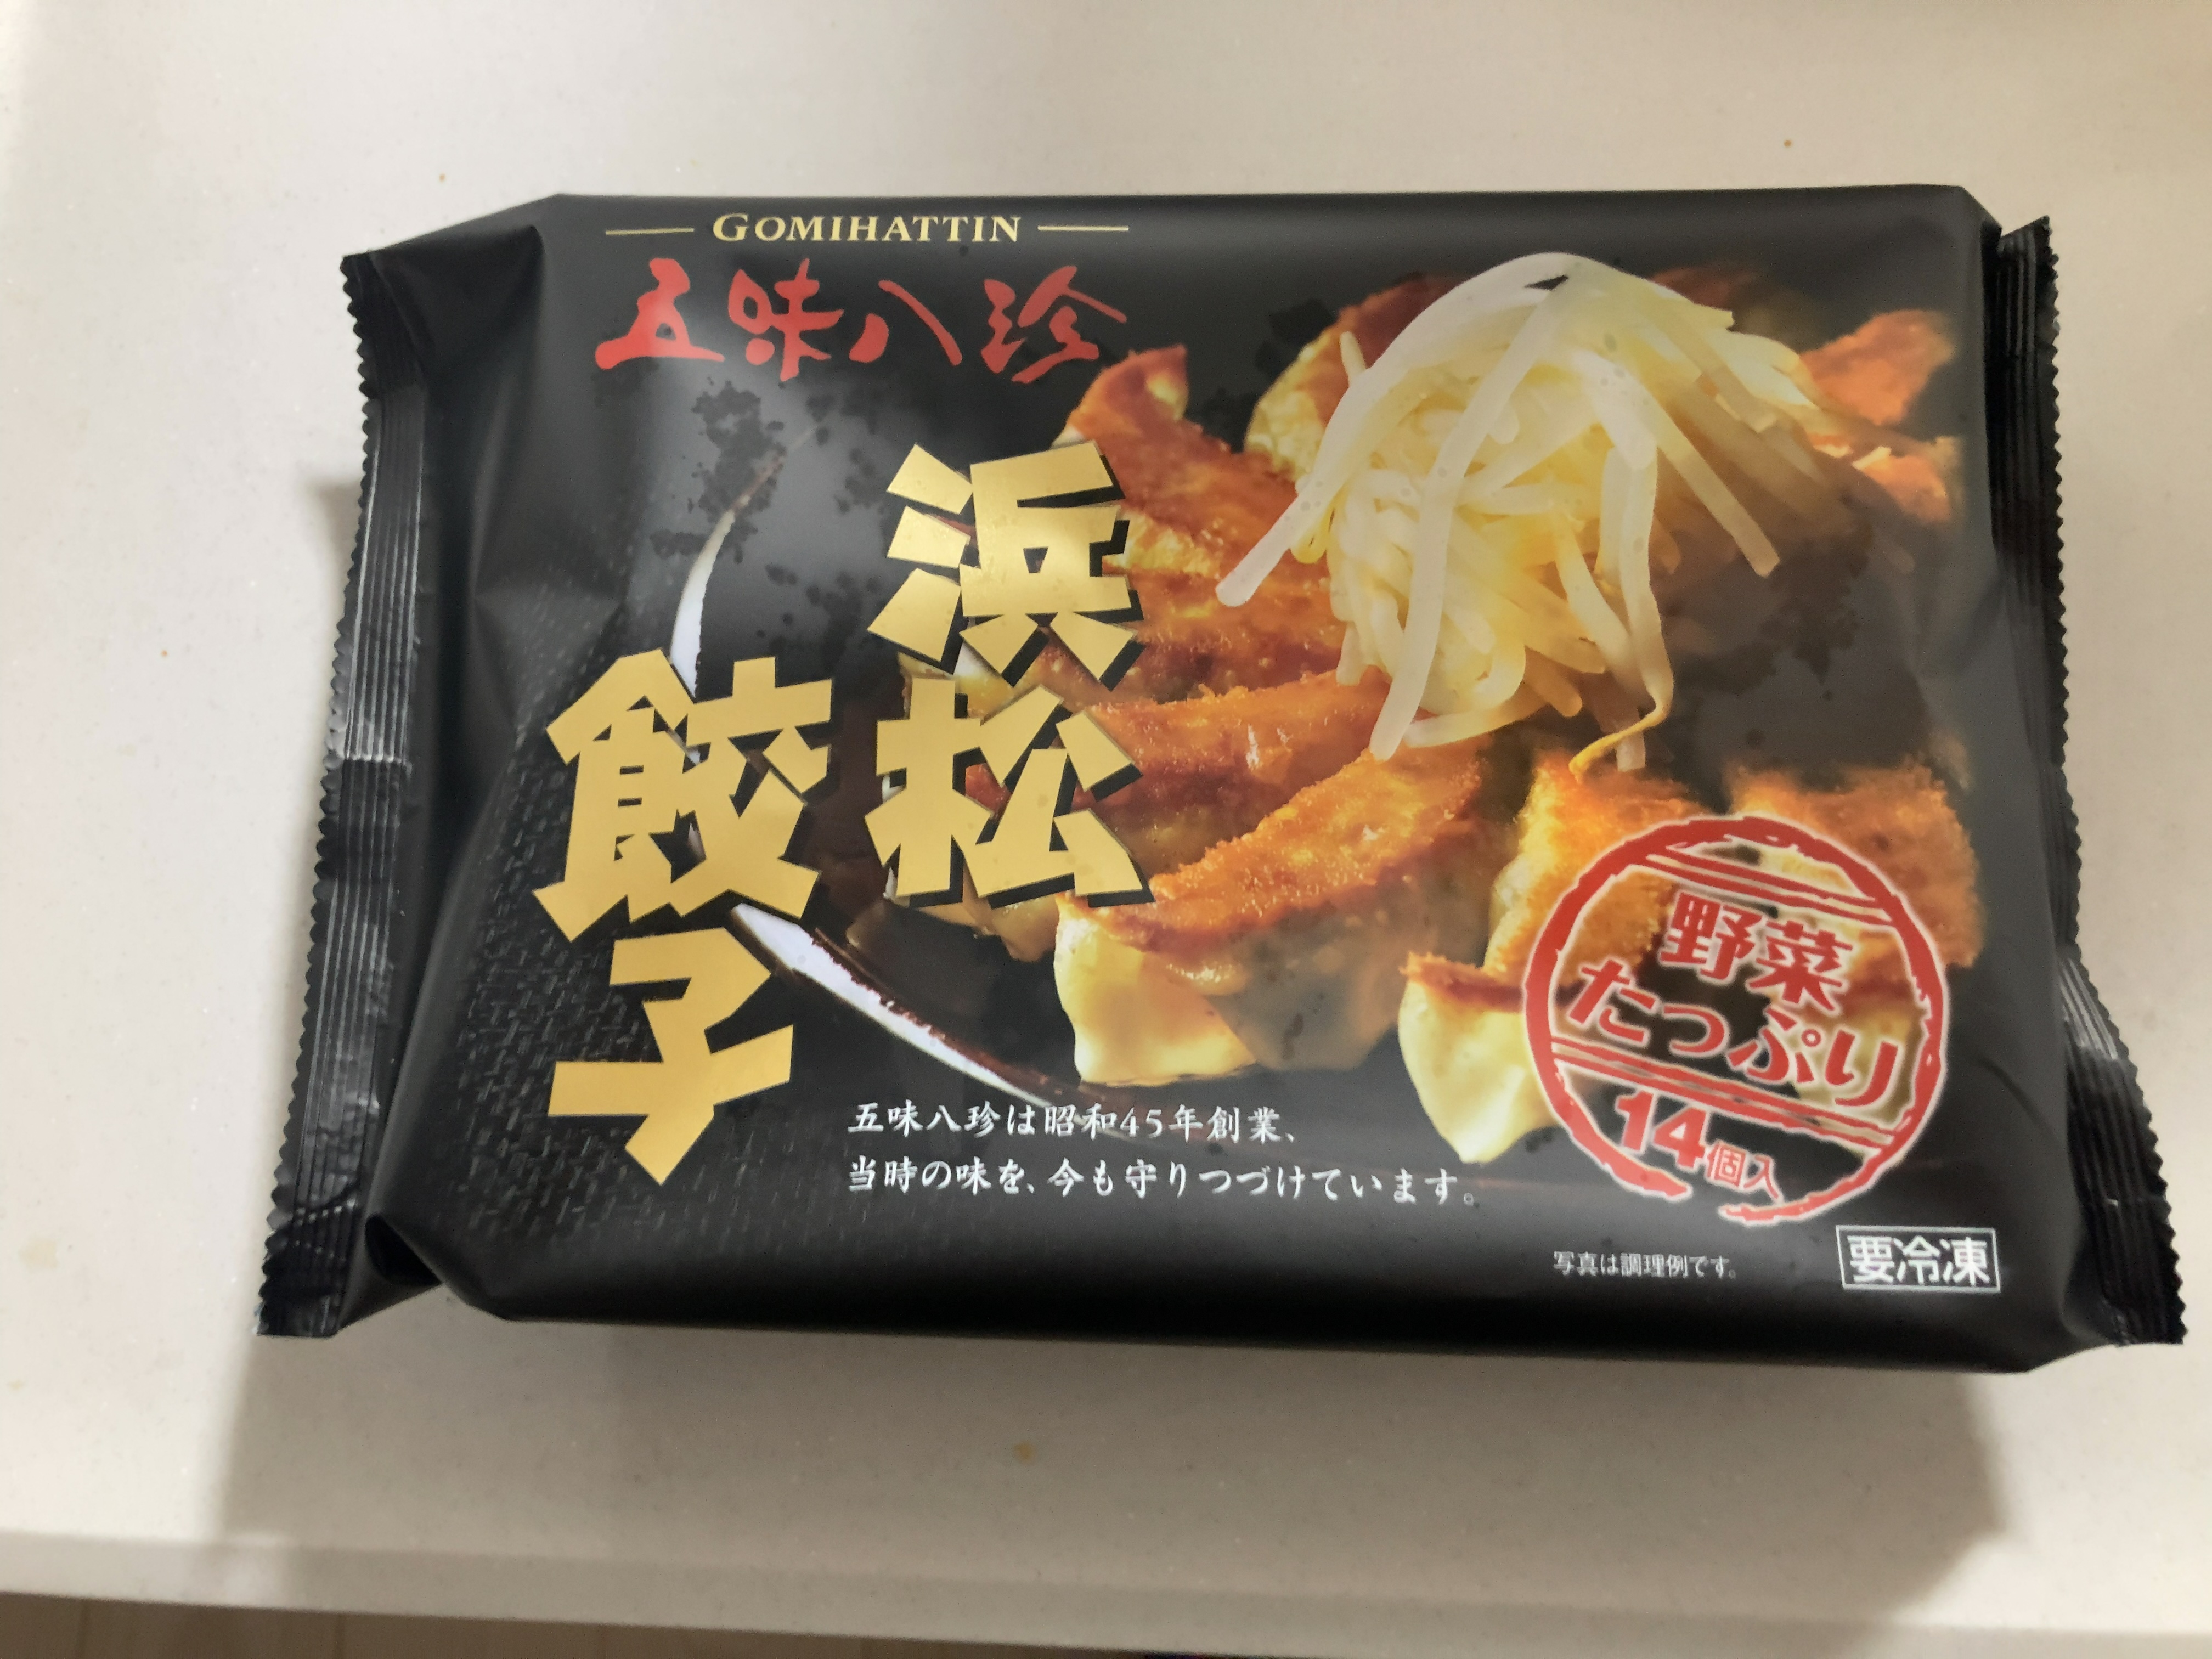 GOMIHATTIN
五味八珍
浜松
餃子
五味八珍は昭和45年創業、
当時の味を、今も守りつづけています。
野菜
たっぷり
14個入
写真は調理例です。
要冷凍